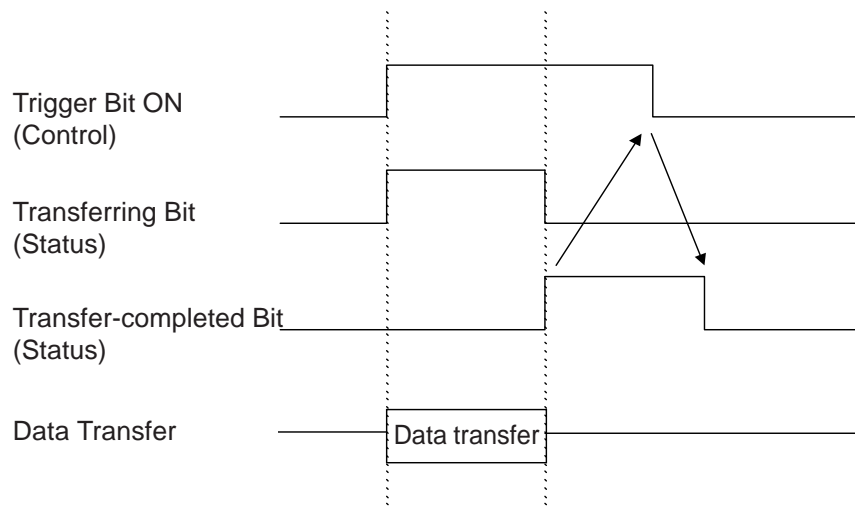 Trigger Bit ON
(Control)
Transferring Bit
(Status)
Transfer-completed Bit
(Status)
Data Transfer
Data transfer